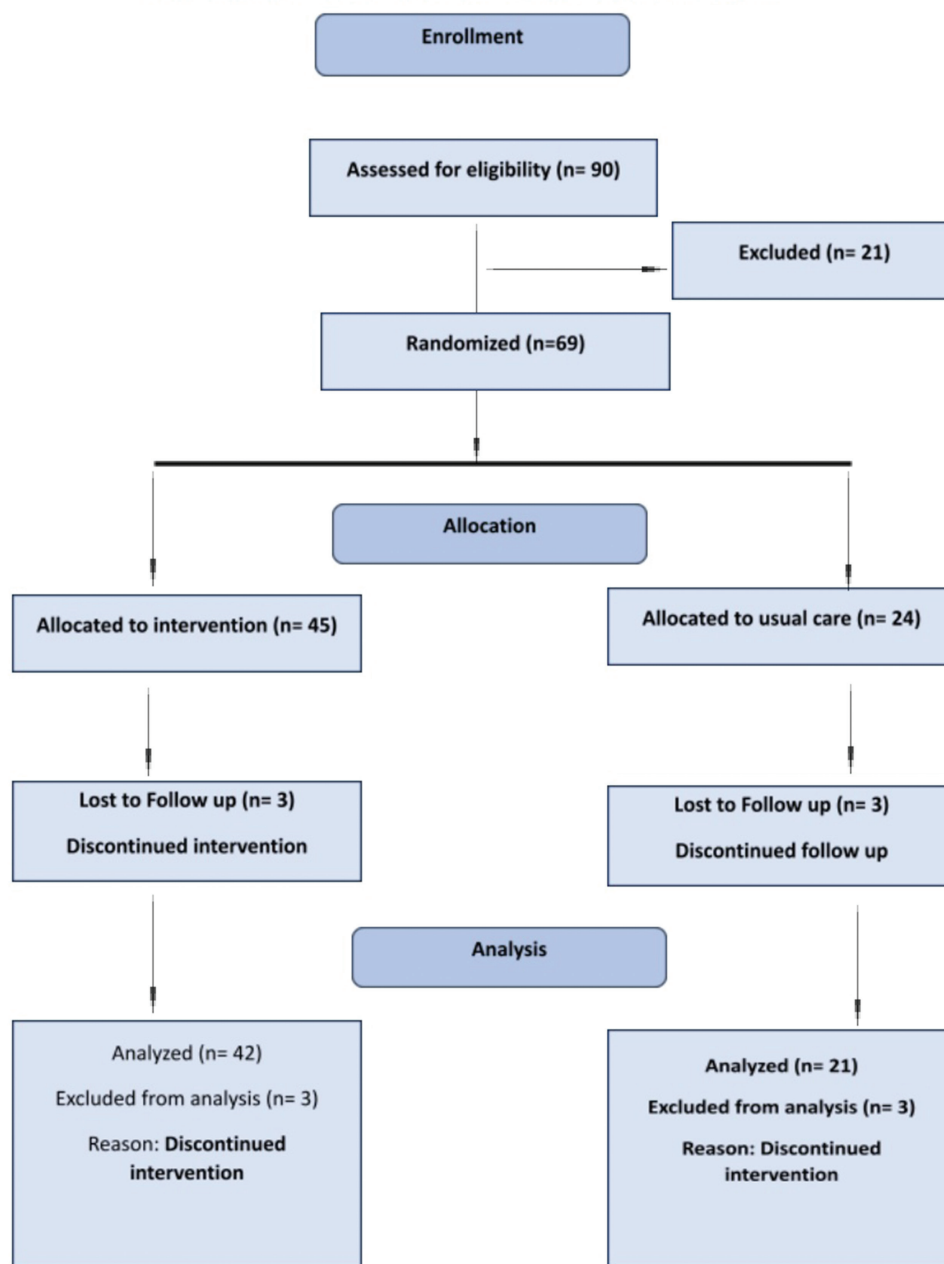 Enrollment
Assessed for eligibility (n= 90)
Excluded (n= 21)
Randomized (n=69)
Allocation
Allocated to intervention (n= 45)
Allocated to usual care (n= 24)
Lost to Follow up (n= 3)
Discontinued intervention
Lost to Follow up (n= 3)
Discontinued follow up
Analysis
Analyzed (n= 42)
Excluded from analysis (n= 3)
Reason: Discontinued
intervention
Analyzed (n= 21)
Excluded from analysis (n= 3)
Reason: Discontinued
intervention